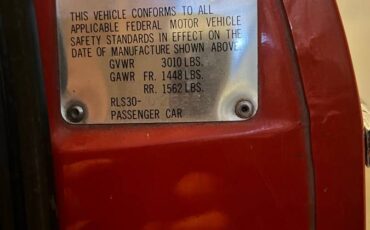 THIS VEHICLE CONFORMS TO ALL
APPLICABLE FEDERAL MOTOR VEHICLE
SAFETY STANDARDS IN EFFECT ON THE
DATE OF MANUFACTURE SHOWN ABOVE
GVWR 3010 LBS.
GAWR FR. 1448 LBS.
RR. 1562 LBS.
RLS30-
PASSENGER CAR